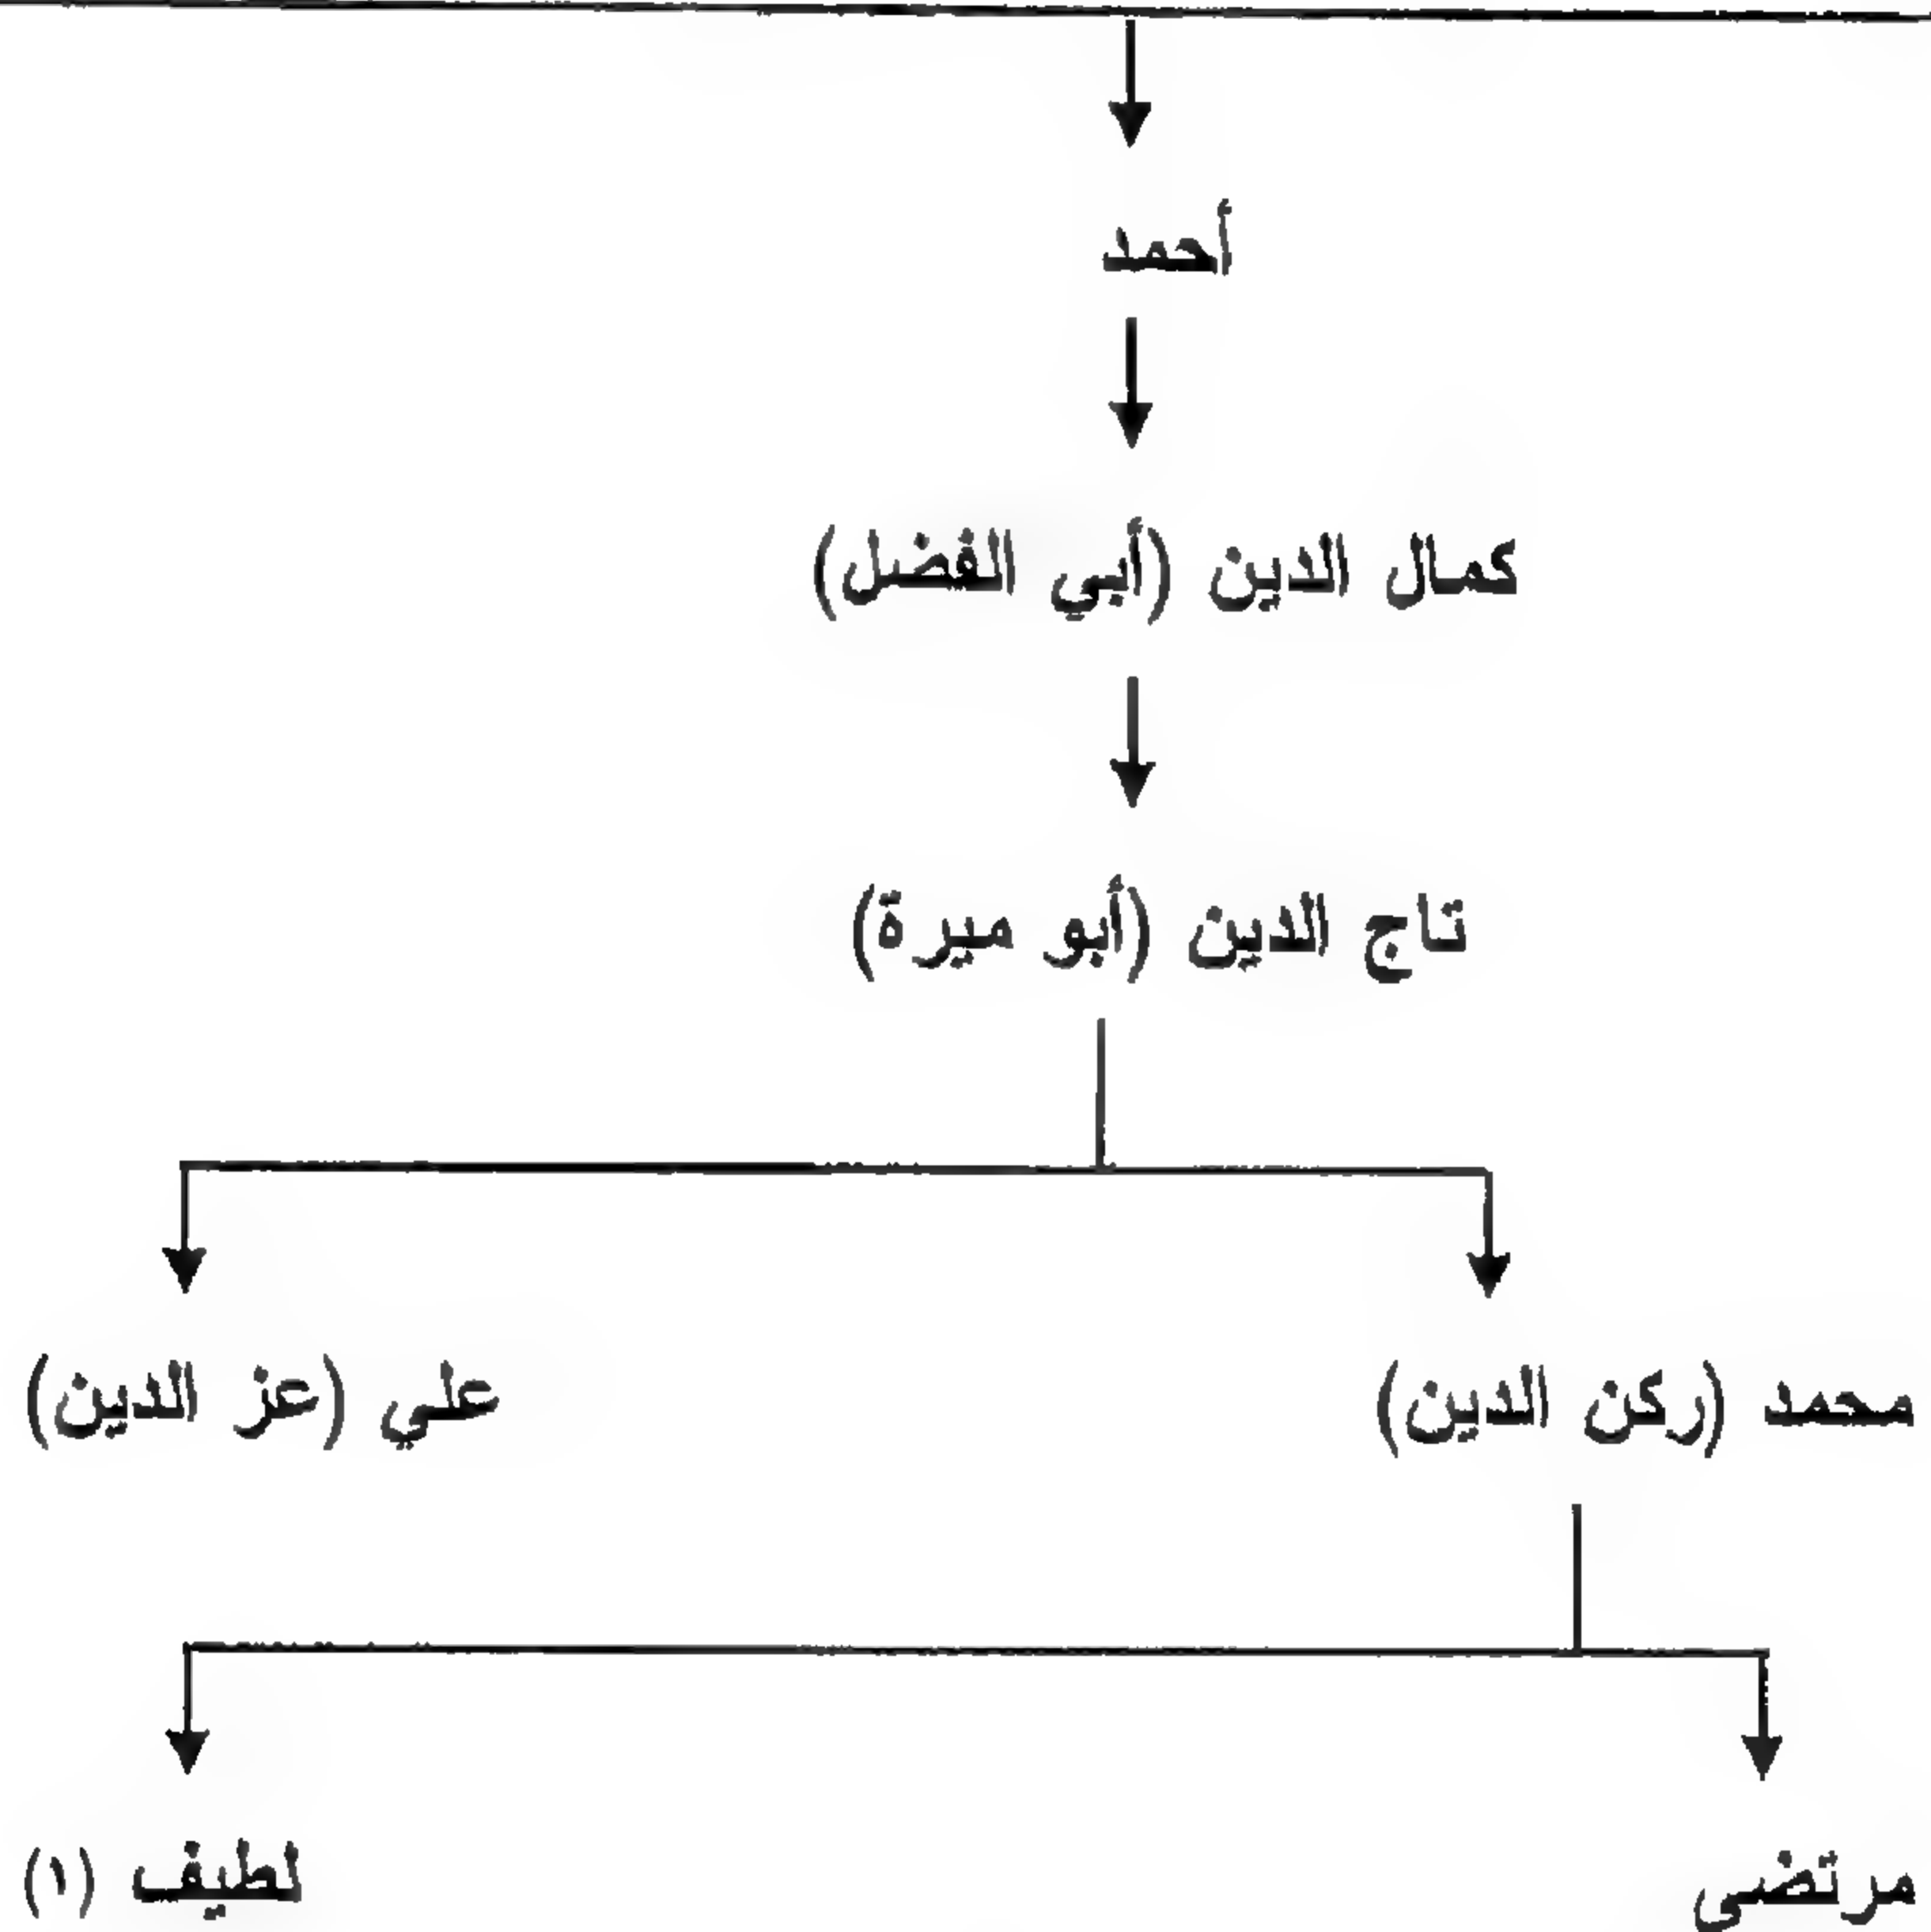 أحمد
كمال الدين (أبي الفضل)
تاج الدين (أبو ميرة)
محمد (ركن الدين)
علي (عز الدين)
مرتضى
لطيف (١)